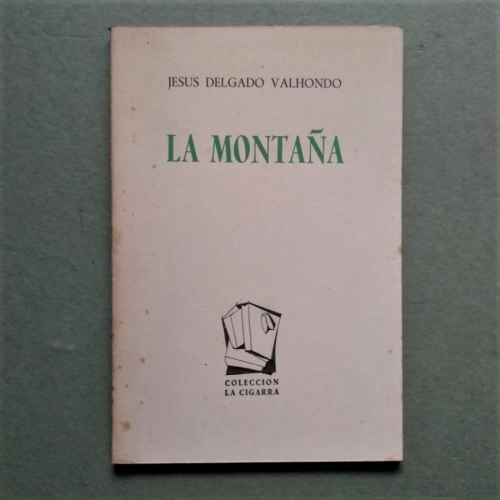 JESUS DELGADO VALHONDO
LA MONTAÑA
COLECCION
LA CIGARRA